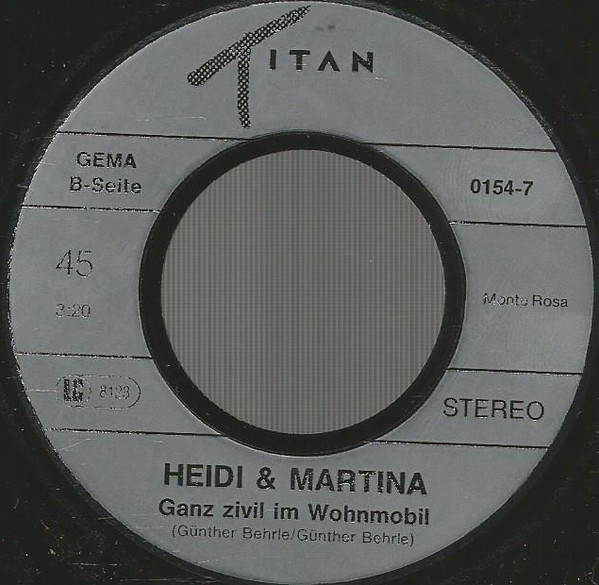 TITAN
GEMA
B-Seite
0154-7
45
3:20
Monte Rosa
LC 8123
STEREO
HEIDI & MARTINA
Ganz zivil im Wohnmobil
(Günther Behrle/Günther Behrle)